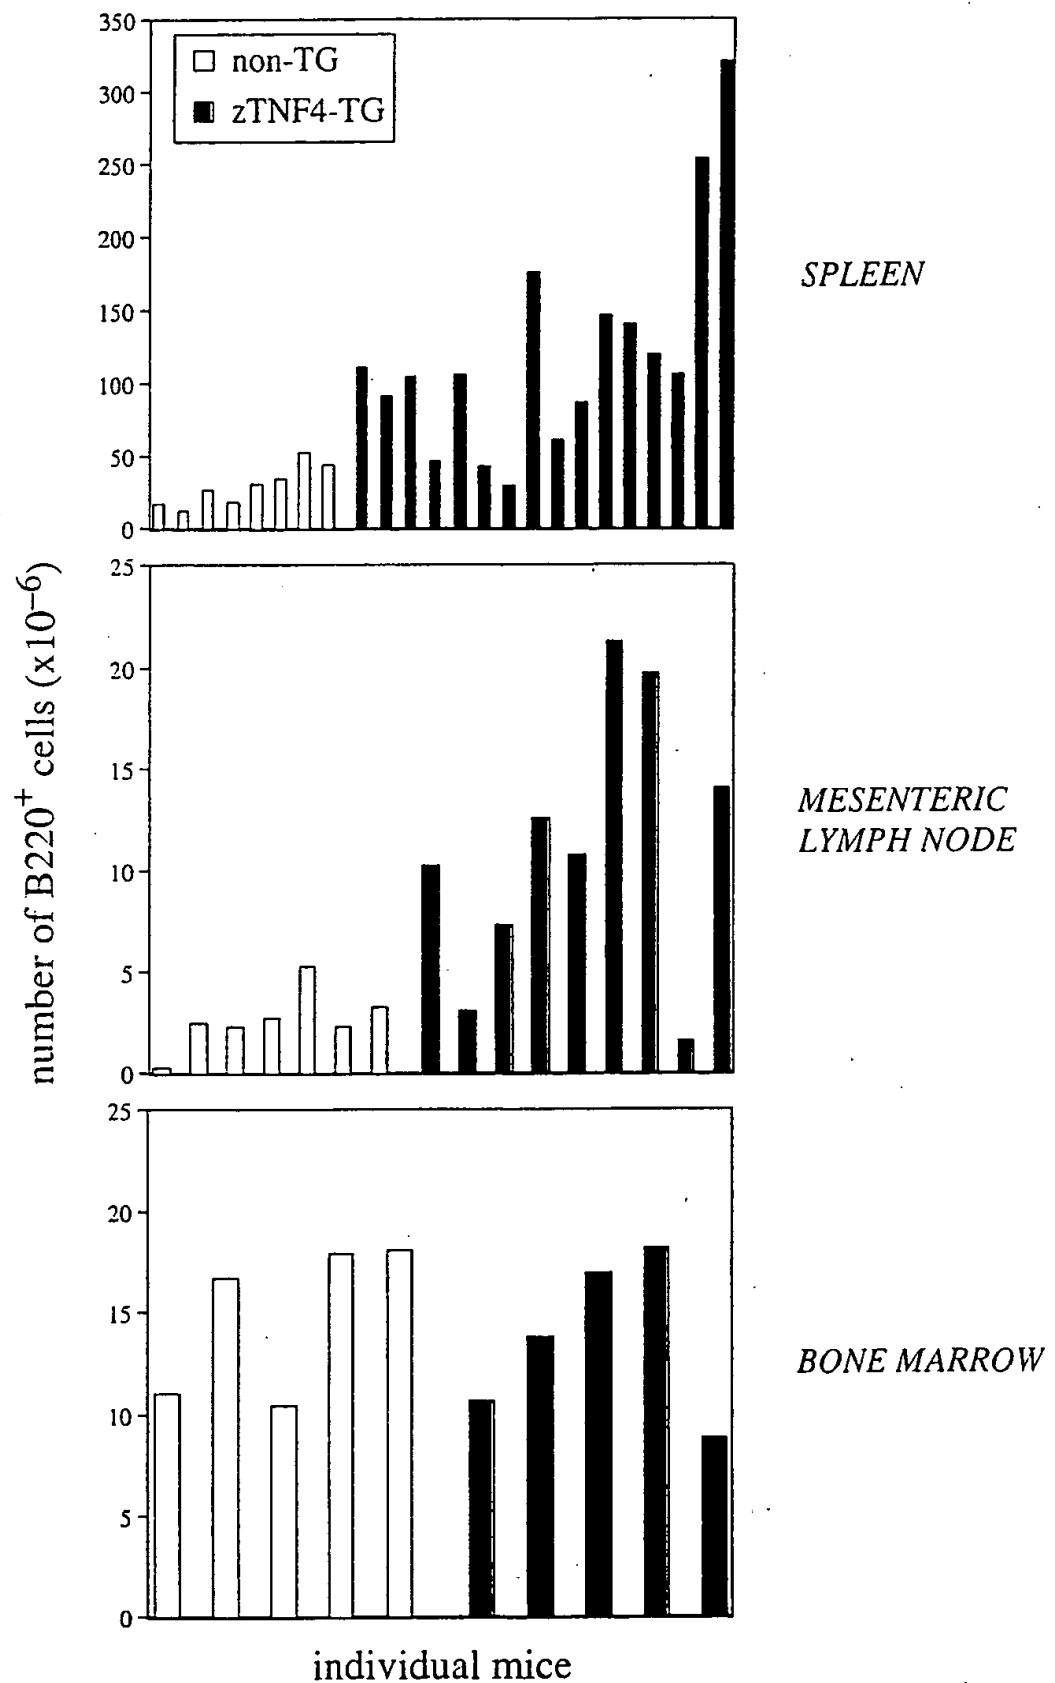 350
300
250
200
150
100
50
0
non-TG
zTNF4-TG
SPLEEN
number of B220⁺ cells (x10⁻⁶)
25
20
15
10
5
0
MESENTERIC
LYMPH NODE
25
20
15
10
5
0
BONE MARROW
individual mice